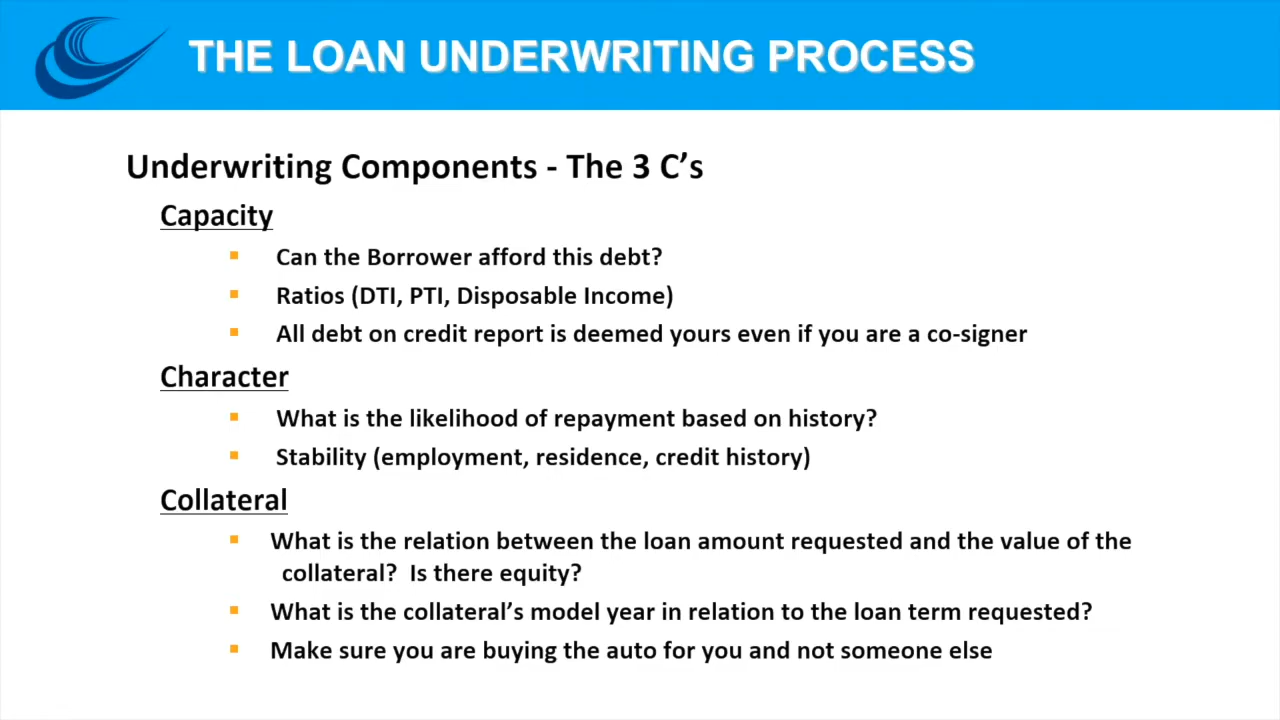 THE LOAN UNDERWRITING PROCESS
Underwriting Components - The 3 C’s
Capacity
▪ Can the Borrower afford this debt?
▪ Ratios (DTI, PTI, Disposable Income)
▪ All debt on credit report is deemed yours even if you are a co-signer
Character
▪ What is the likelihood of repayment based on history?
▪ Stability (employment, residence, credit history)
Collateral
▪ What is the relation between the loan amount requested and the value of the
collateral?  Is there equity?
▪ What is the collateral’s model year in relation to the loan term requested?
▪ Make sure you are buying the auto for you and not someone else